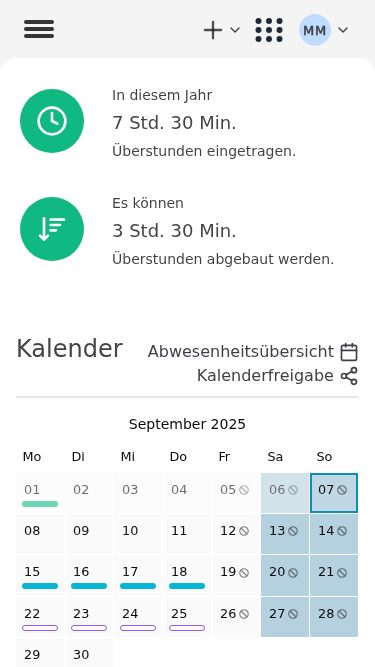 MM
In diesem Jahr
7 Std. 30 Min.
Überstunden eingetragen.
Es können
3 Std. 30 Min.
Überstunden abgebaut werden.
Kalender
Abwesenheitsübersicht
Kalenderfreigabe
September 2025
Mo Di Mi Do Fr Sa So
01 02 03 04 05 06 07
08 09 10 11 12 13 14
15 16 17 18 19 20 21
22 23 24 25 26 27 28
29 30